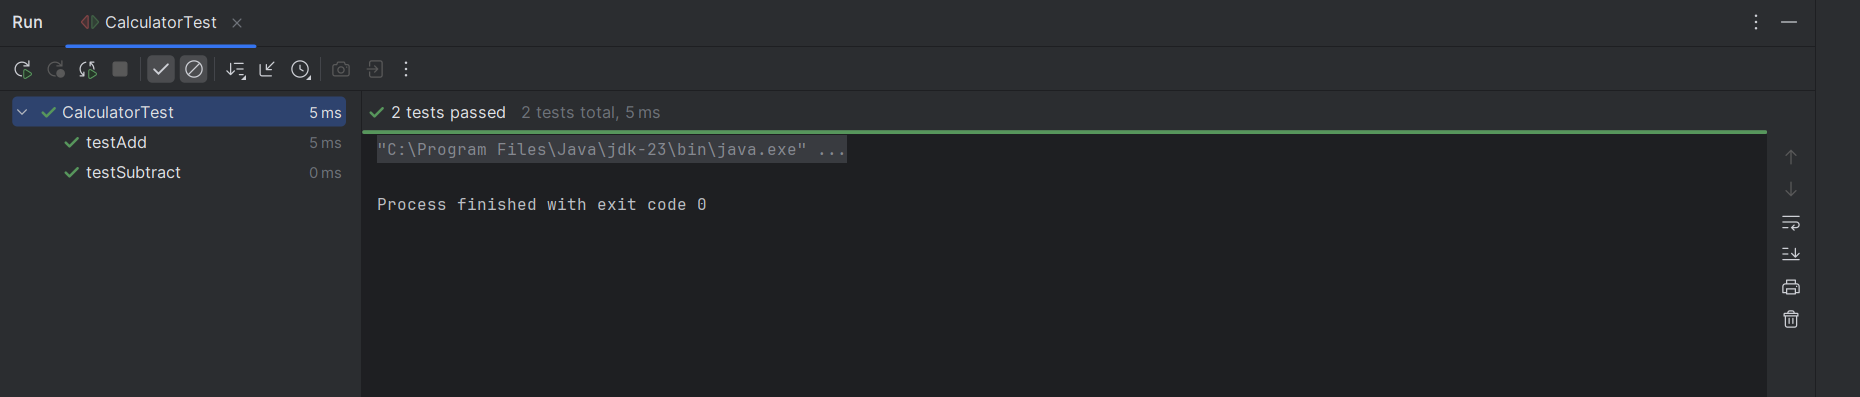 Run CalculatorTest
CalculatorTest 5 ms
testAdd 5 ms
testSubtract 0 ms
2 tests passed 2 tests total, 5 ms
"C:\Program Files\Java\jdk-23\bin\java.exe" ...
Process finished with exit code 0